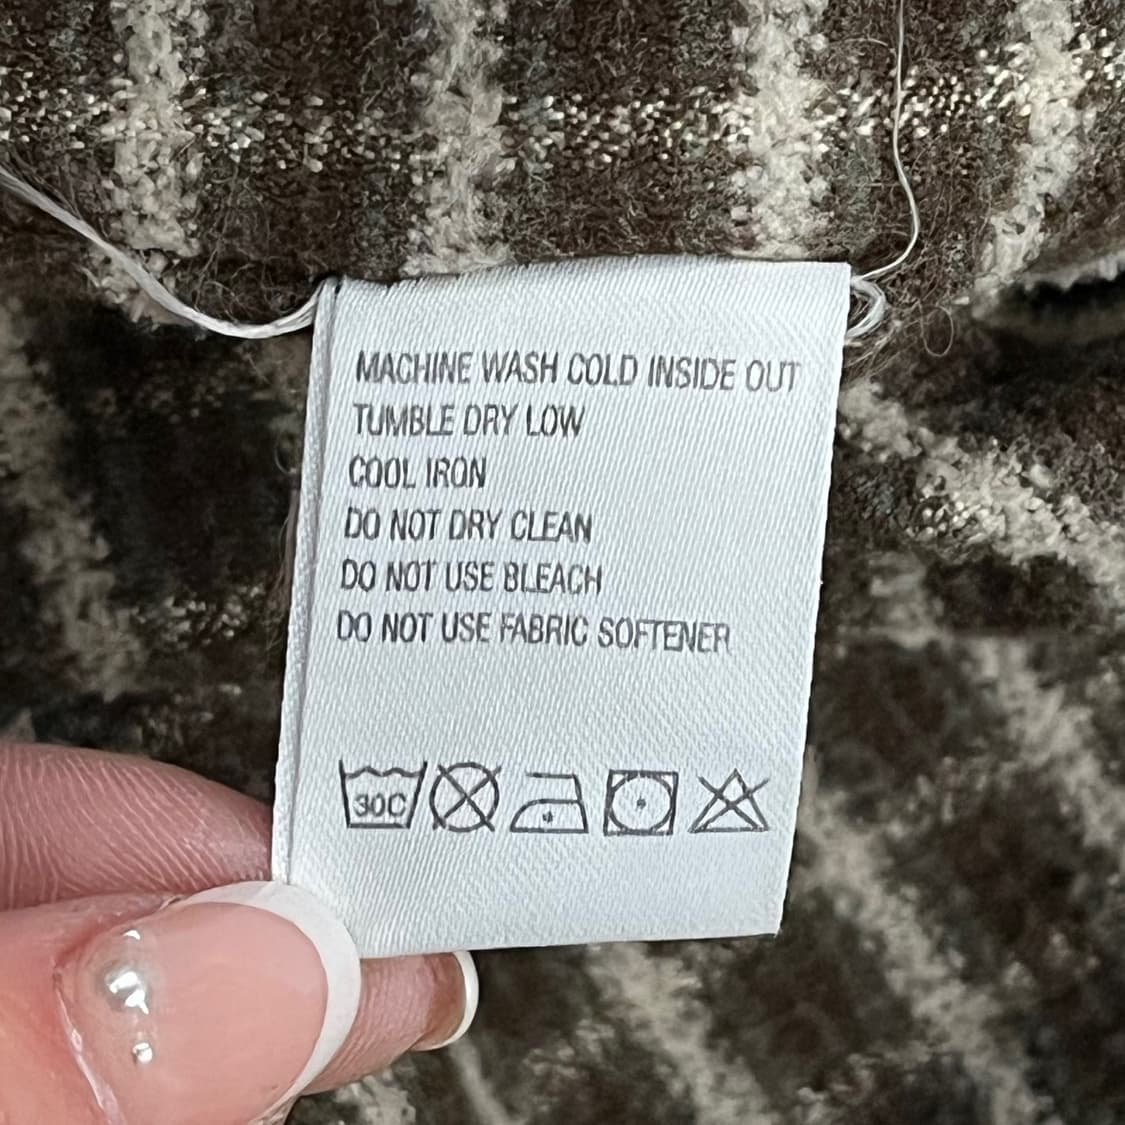 MACHINE WASH COLD INSIDE OUT
TUMBLE DRY LOW
COOL IRON
DO NOT DRY CLEAN
DO NOT USE BLEACH
DO NOT USE FABRIC SOFTENER
30C